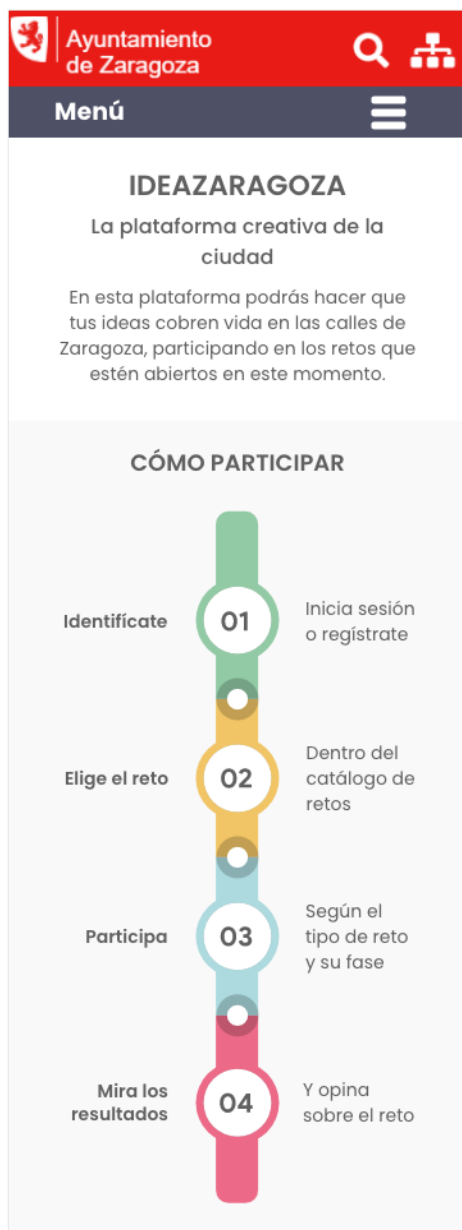 Ayuntamiento
de Zaragoza
Menú
IDEAZARAGOZA
La plataforma creativa de la
ciudad
En esta plataforma podrás hacer que
tus ideas cobren vida en las calles de
Zaragoza, participando en los retos que
estén abiertos en este momento.
CÓMO PARTICIPAR
Identifícate
01
Inicia sesión
o regístrate
Elige el reto
02
Dentro del
catálogo de
retos
Participa
03
Según el
tipo de reto
y su fase
Mira los
resultados
04
Y opina
sobre el reto